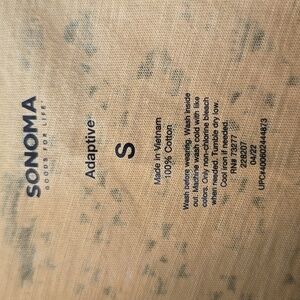 SONOMA
GOODS FOR LIFE
Adaptive
S
Made in Vietnam
100% Cotton
Wash before wearing. Wash inside
out. Machine wash cold with like
colors. Only non-chlorine bleach
when needed. Tumble dry low.
Cool iron if needed.
RN# 73277
228207
04/22
UPC440060244873